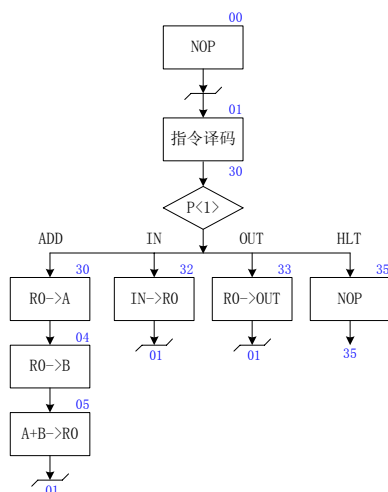 00
NOP
01
指令译码
30
P<1>
ADD IN OUT HLT
30 32 33 35
R0->A IN->R0 R0->OUT NOP
04 01 01 35
R0->B
05
A+B->R0
01